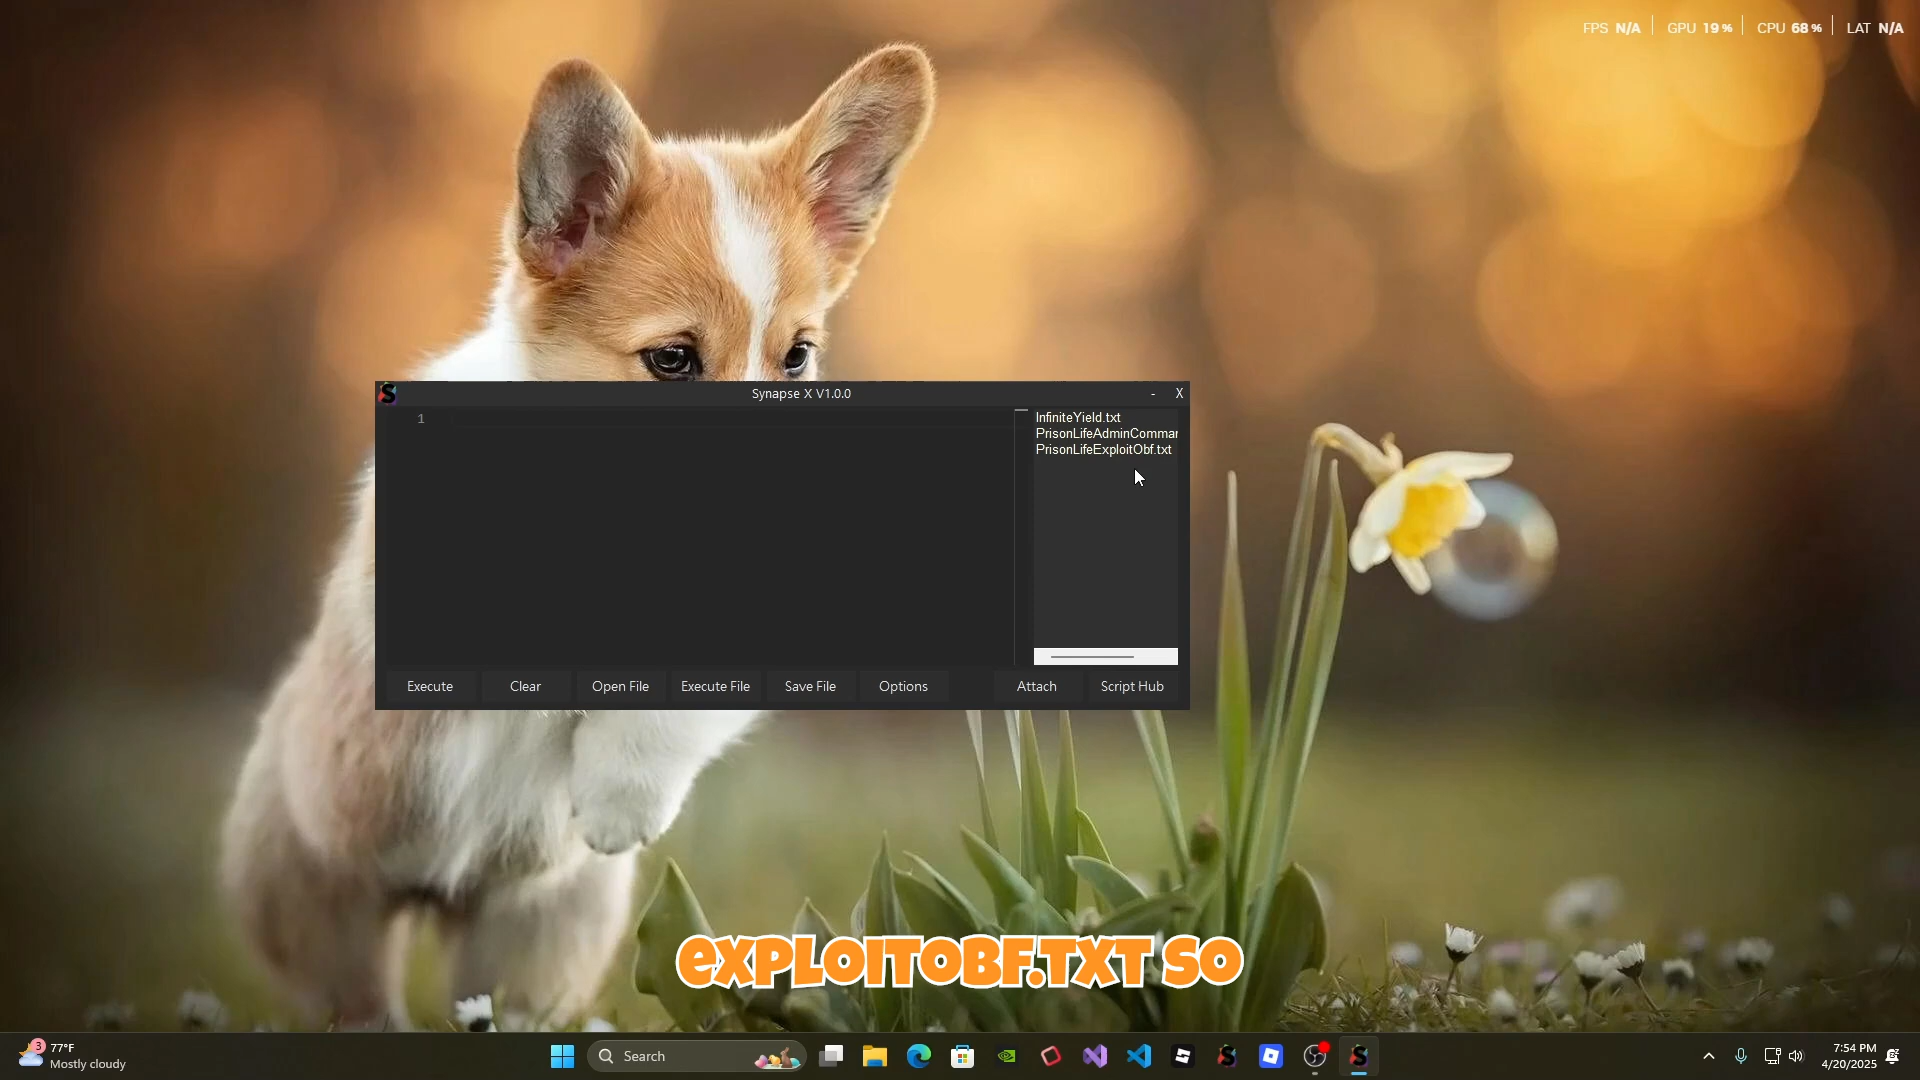 FPS N/A GPU 19% CPU 68% LAT N/A
Synapse X V1.0.0 - X
1
InfiniteYield.txt
PrisonLifeAdminComman
PrisonLifeExploitObf.txt
Execute Clear Open File Execute File Save File Options Attach Script Hub
exploitobf.txt so
3
77°F
Mostly cloudy
Search
7:54 PM
4/20/2025